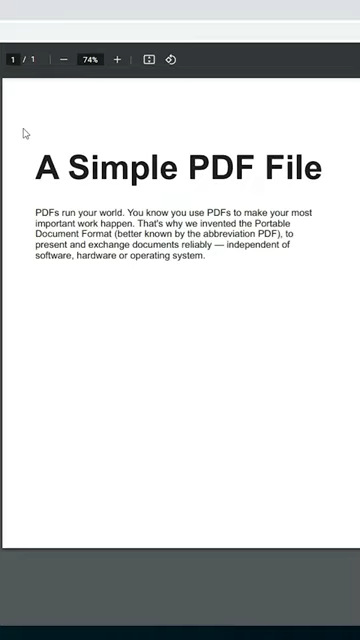 1 / 1 74%
A Simple PDF File
PDFs run your world. You know you use PDFs to make your most
important work happen. That's why we invented the Portable
Document Format (better known by the abbreviation PDF), to
present and exchange documents reliably — independent of
software, hardware or operating system.